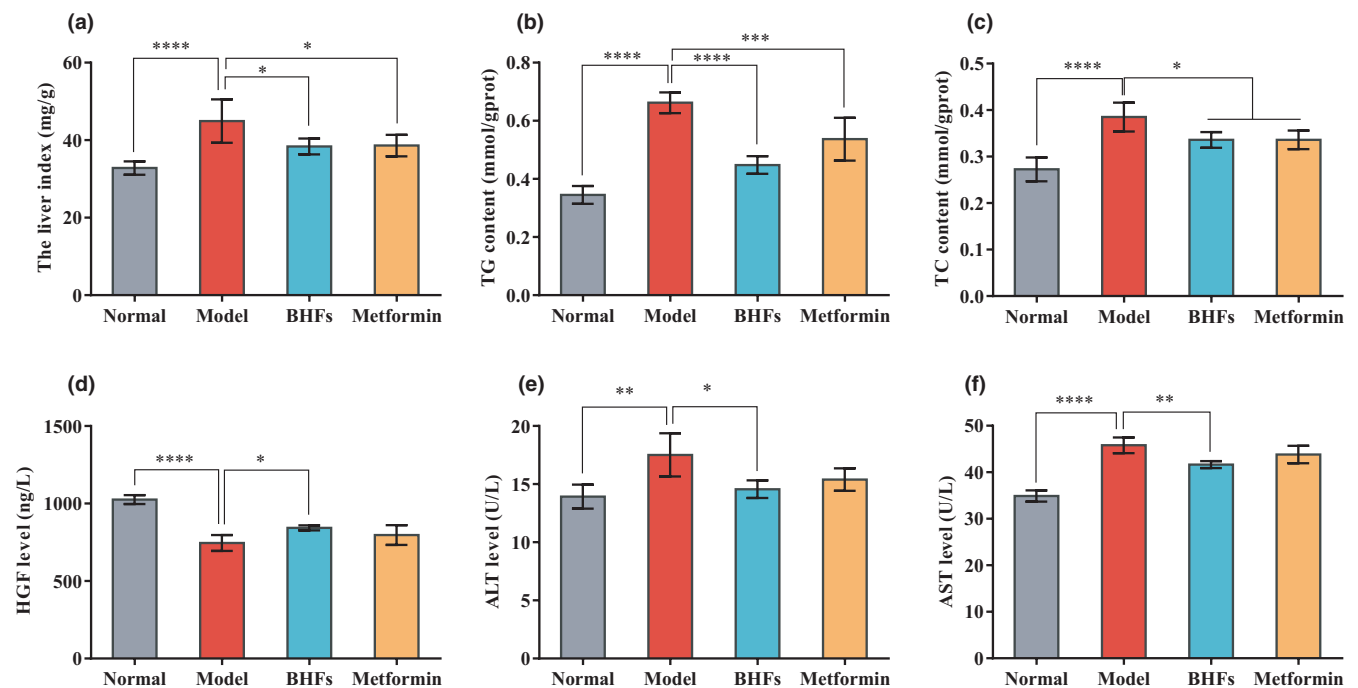 (a)
The liver index (mg/g)
60
40
20
0
****
*
*
Normal Model BHFs Metformin
(b)
TG content (mmol/gprot)
0.8
0.6
0.4
0.2
0.0
****
****
***
Normal Model BHFs Metformin
(c)
TC content (mmol/gprot)
0.5
0.4
0.3
0.2
0.1
0.0
****
*
Normal Model BHFs Metformin
(d)
HGF level (ng/L)
1500
1000
500
0
****
*
Normal Model BHFs Metformin
(e)
ALT level (U/L)
20
15
10
5
0
**
*
Normal Model BHFs Metformin
(f)
AST level (U/L)
50
40
30
20
10
0
****
**
Normal Model BHFs Metformin